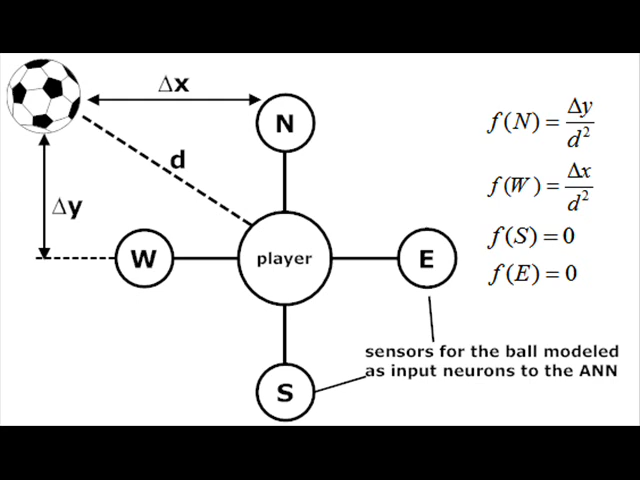 Δx
N
f(N) = Δy/d²
d
f(W) = Δx/d²
Δy
f(S) = 0
W
player
E
f(E) = 0
sensors for the ball modeled
as input neurons to the ANN
S